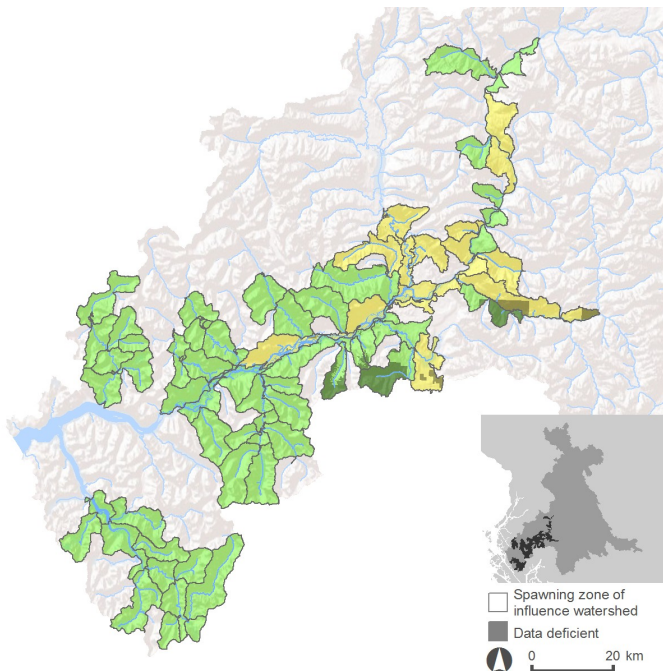 Spawning zone of
influence watershed
Data deficient
0 20 km